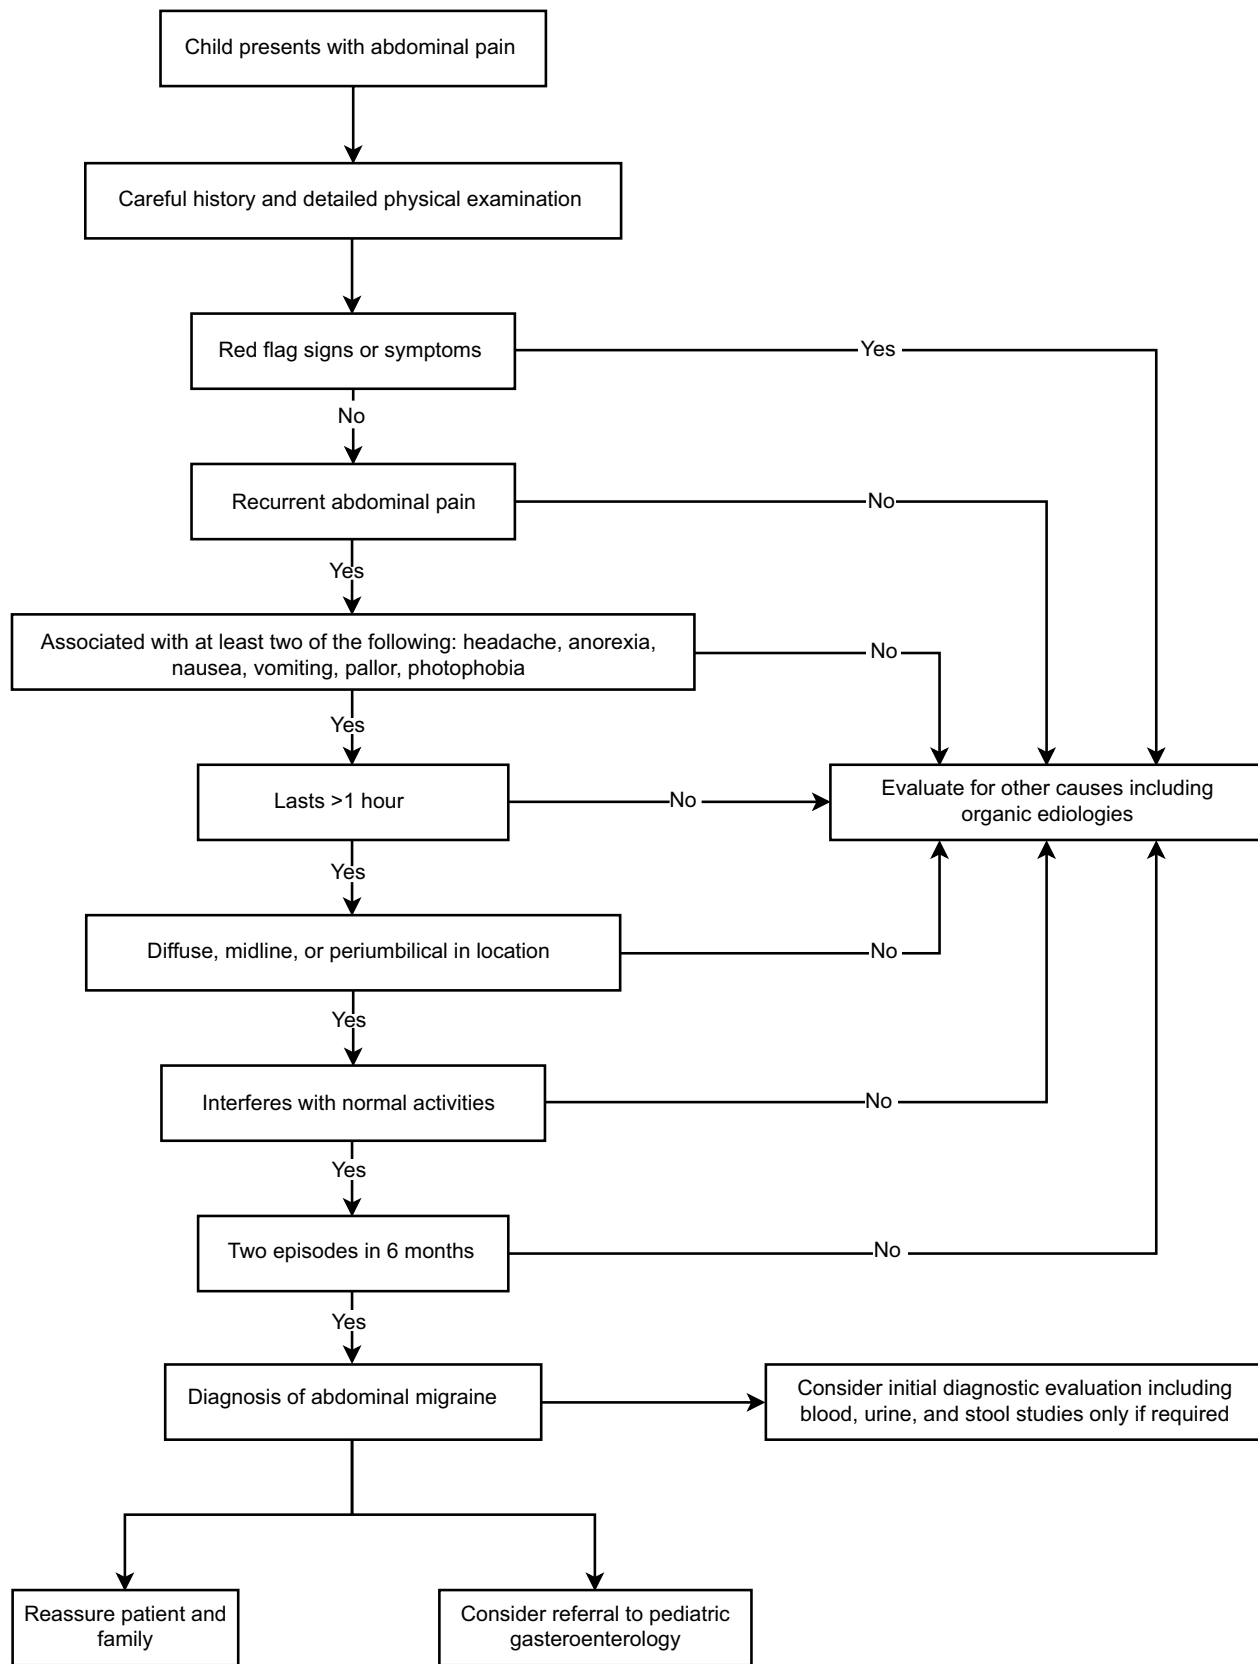 Child presents with abdominal pain
Careful history and detailed physical examination
Red flag signs or symptoms
Yes
No
Recurrent abdominal pain
No
Yes
Associated with at least two of the following: headache, anorexia,
nausea, vomiting, pallor, photophobia
No
Yes
Lasts >1 hour
No
Evaluate for other causes including
organic ediologies
Yes
Diffuse, midline, or periumbilical in location
No
Yes
Interferes with normal activities
No
Yes
Two episodes in 6 months
No
Yes
Diagnosis of abdominal migraine
Consider initial diagnostic evaluation including
blood, urine, and stool studies only if required
Reassure patient and
family
Consider referral to pediatric
gasteroenterology